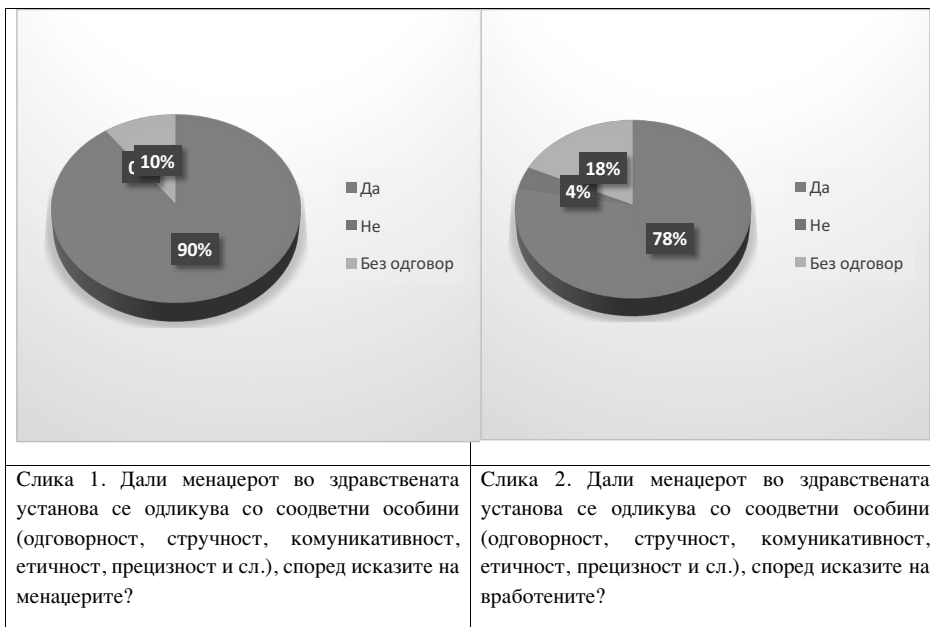 10%
90%
Да
Не
Без одговор
18%
4%
78%
Да
Не
Без одговор
Слика 1. Дали менаџерот во здравствената
установа се одликува со соодветни особини
(одговорност, стручност, комуникативност,
етичност, прецизност и сл.), според исказите на
менаџерите?
Слика 2. Дали менаџерот во здравствената
установа се одликува со соодветни особини
(одговорност, стручност, комуникативност,
етичност, прецизност и сл.), според исказите на
вработените?